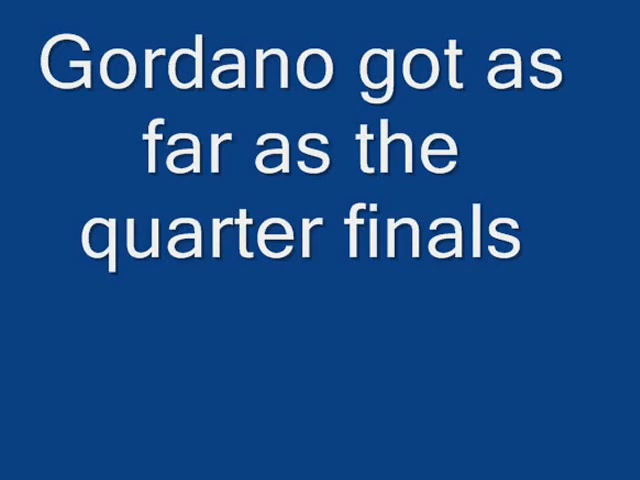 Gordano got as
far as the
quarter finals